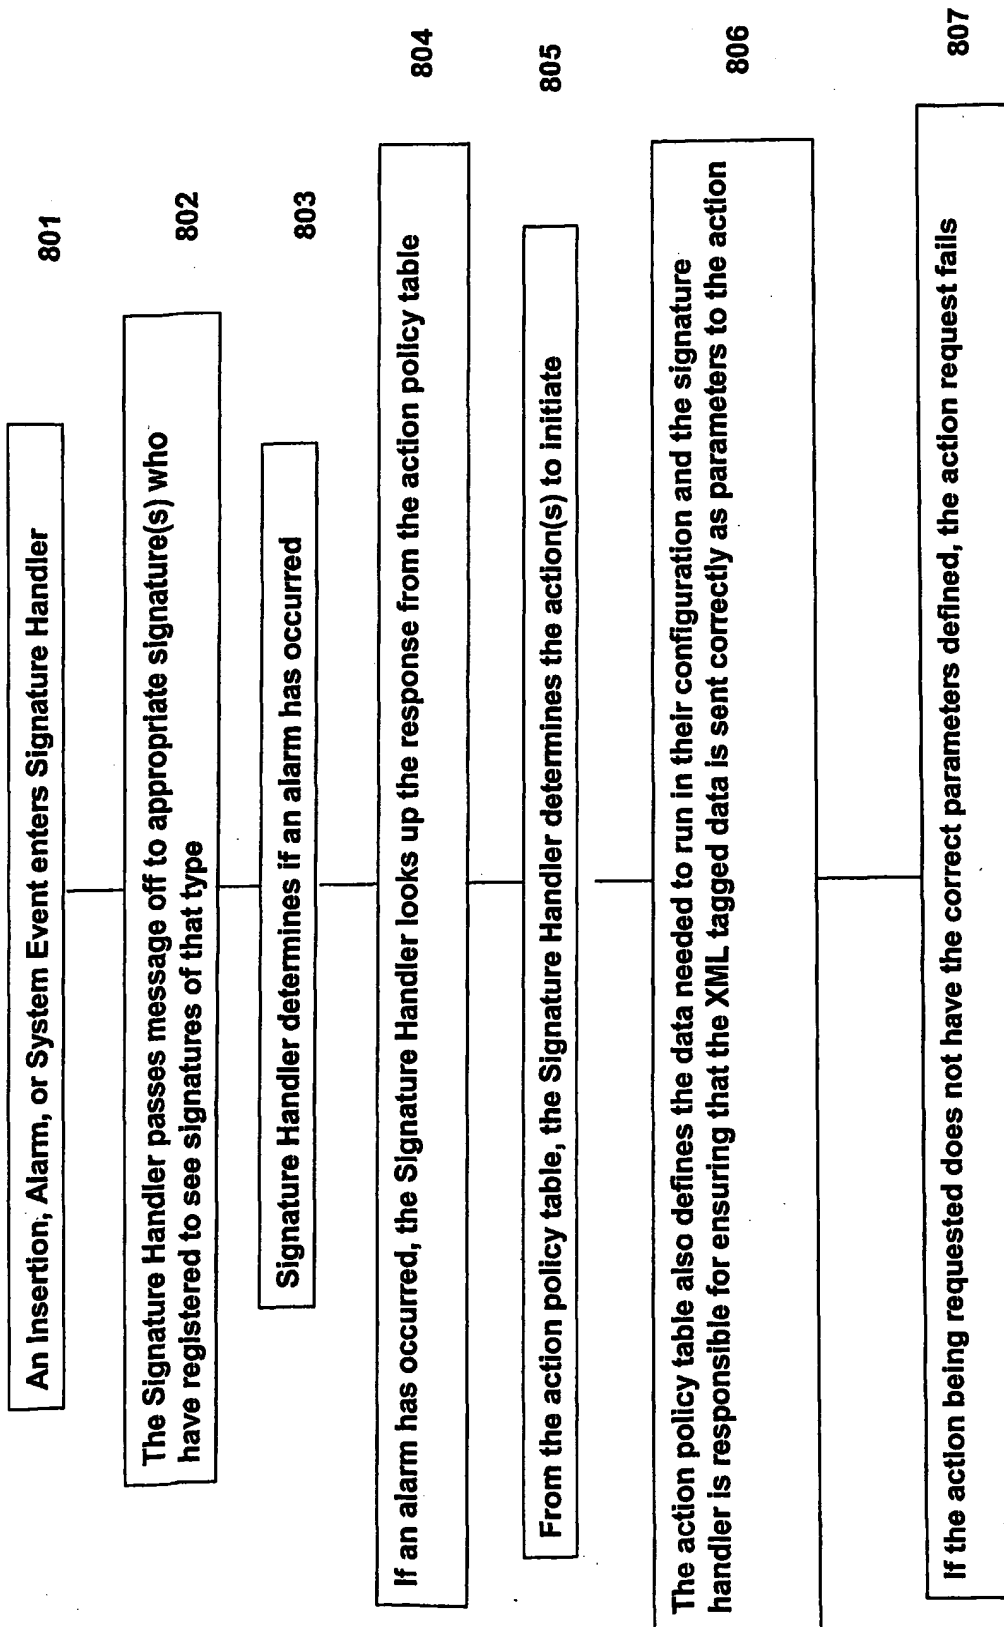 An Insertion, Alarm, or System Event enters Signature Handler
801
The Signature Handler passes message off to appropriate signature(s) who
have registered to see signatures of that type
802
Signature Handler determines if an alarm has occurred
803
If an alarm has occurred, the Signature Handler looks up the response from the action policy table
804
From the action policy table, the Signature Handler determines the action(s) to initiate
805
The action policy table also defines the data needed to run in their configuration and the signature
handler is responsible for ensuring that the XML tagged data is sent correctly as parameters to the action
806
If the action being requested does not have the correct parameters defined, the action request fails
807